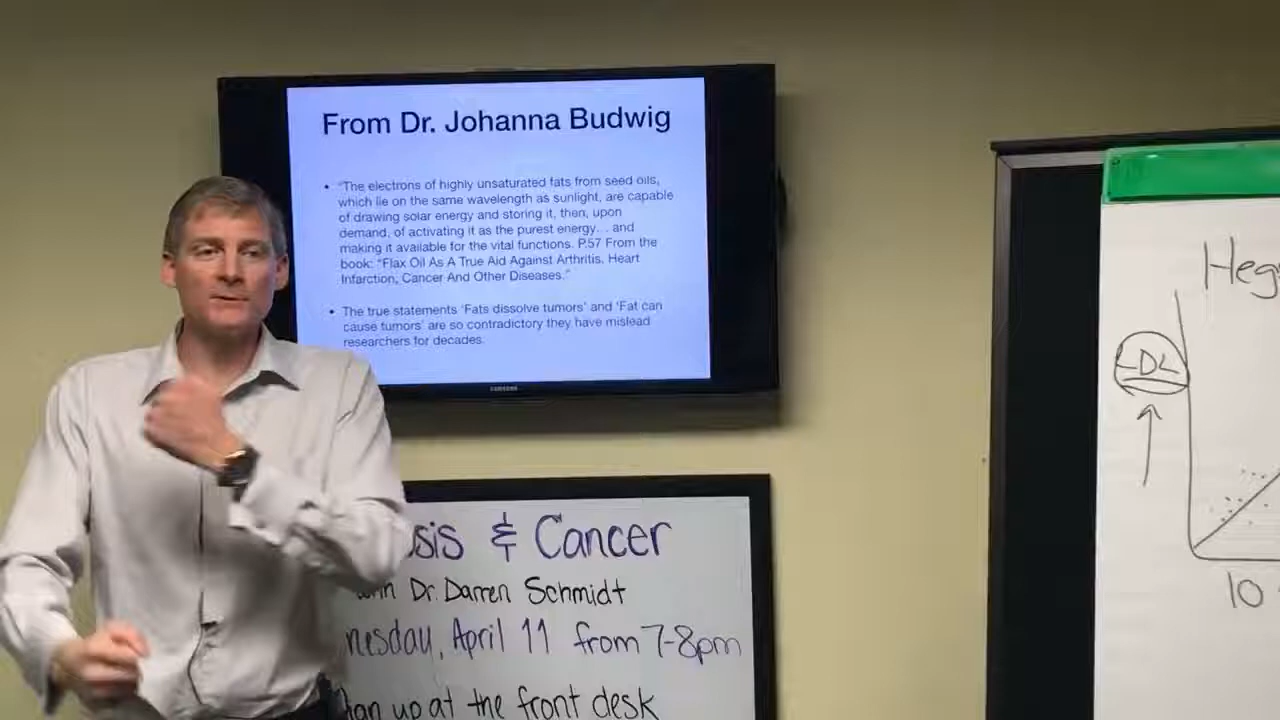 From Dr. Johanna Budwig
• "The electrons of highly unsaturated fats from seed oils,
which lie on the same wavelength as sunlight, are capable
of drawing solar energy and storing it, then, upon
demand, of activating it as the purest energy… and
making it available for the vital functions. P.57 From the
book: "Flax Oil As A True Aid Against Arthritis, Heart
Infarction, Cancer And Other Diseases."
• The true statements 'Fats dissolve tumors' and 'Fat can
cause tumors' are so contradictory they have mislead
researchers for decades.
SAMSUNG
sis & Cancer
Dr. Darren Schmidt
nesday, April 11 from 7-8pm
up at the front desk
Heg
LDL
10